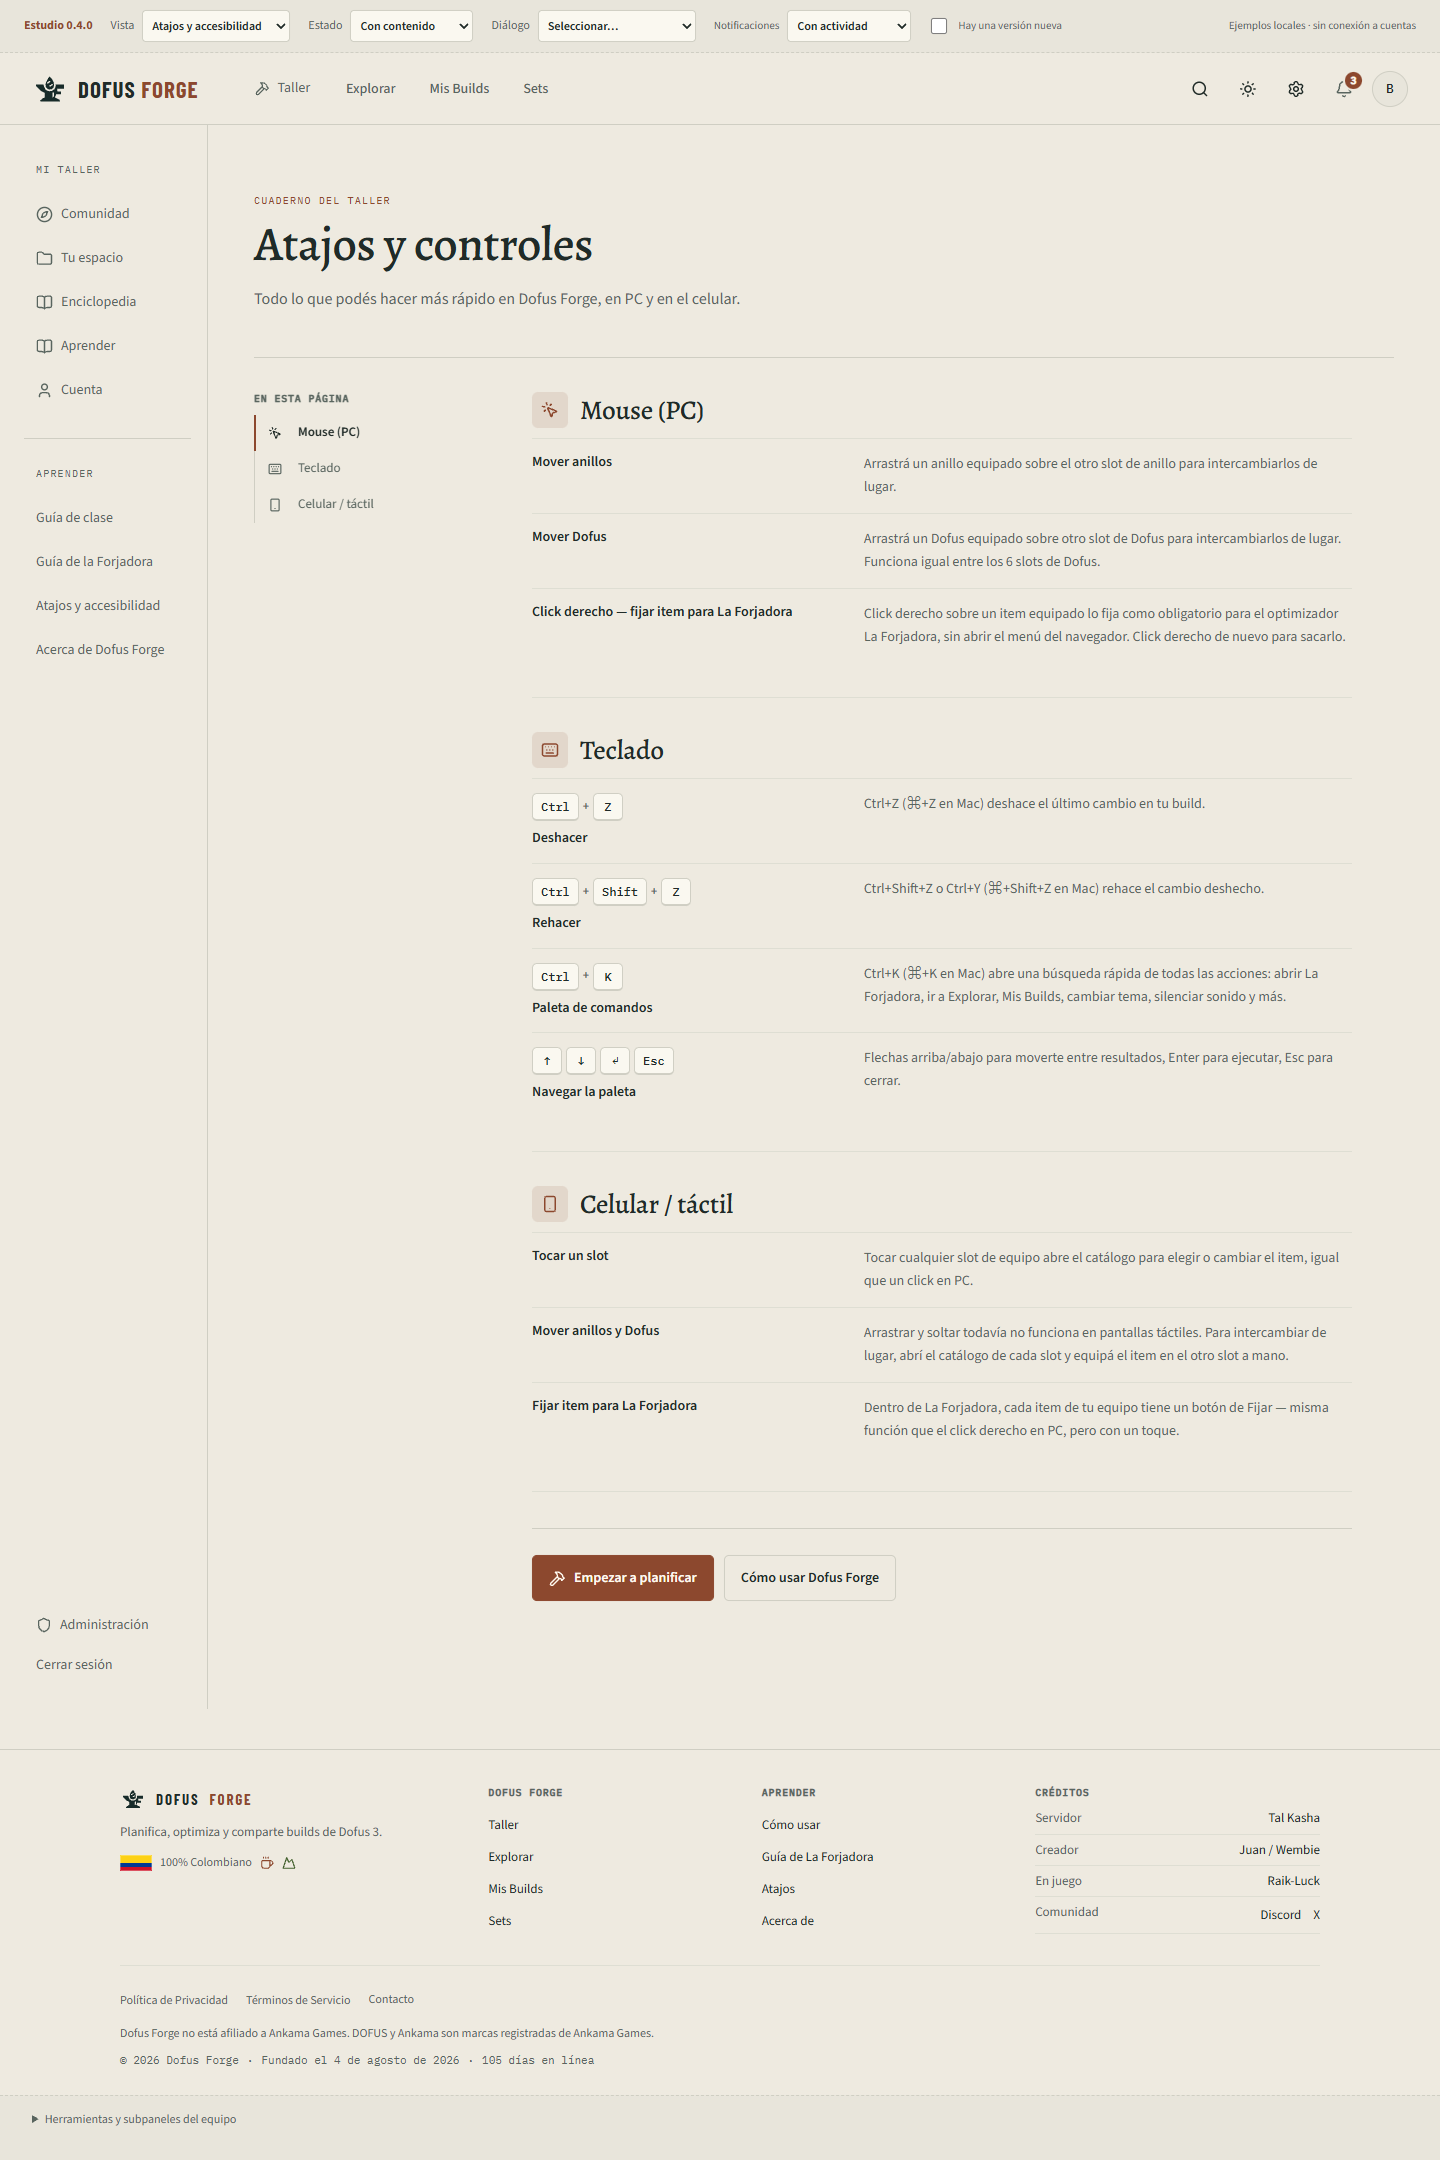 Estudio 0.4.0 Vista Atajos y accesibilidad Estado Con contenido Diálogo Seleccionar... Notificaciones Con actividad Hay una versión nueva Ejemplos locales · sin conexión a cuentas
DOFUS FORGE Taller Explorar Mis Builds Sets 3 B
MI TALLER
Comunidad
Tu espacio
Enciclopedia
Aprender
Cuenta
APRENDER
Guía de clase
Guía de la Forjadora
Atajos y accesibilidad
Acerca de Dofus Forge
Administración
Cerrar sesión
CUADERNO DEL TALLER
Atajos y controles
Todo lo que podés hacer más rápido en Dofus Forge, en PC y en el celular.
EN ESTA PÁGINA
Mouse (PC)
Teclado
Celular / táctil
Mouse (PC)
Mover anillos
Arrastrá un anillo equipado sobre el otro slot de anillo para intercambiarlos de
lugar.
Mover Dofus
Arrastrá un Dofus equipado sobre otro slot de Dofus para intercambiarlos de lugar.
Funciona igual entre los 6 slots de Dofus.
Click derecho — fijar item para La Forjadora
Click derecho sobre un item equipado lo fija como obligatorio para el optimizador
La Forjadora, sin abrir el menú del navegador. Click derecho de nuevo para sacarlo.
Teclado
Ctrl + Z
Deshacer
Ctrl+Z (⌘+Z en Mac) deshace el último cambio en tu build.
Ctrl + Shift + Z
Rehacer
Ctrl+Shift+Z o Ctrl+Y (⌘+Shift+Z en Mac) rehace el cambio deshecho.
Ctrl + K
Paleta de comandos
Ctrl+K (⌘+K en Mac) abre una búsqueda rápida de todas las acciones: abrir La
Forjadora, ir a Explorar, Mis Builds, cambiar tema, silenciar sonido y más.
↑ ↓ ↵ Esc
Navegar la paleta
Flechas arriba/abajo para moverte entre resultados, Enter para ejecutar, Esc para
cerrar.
Celular / táctil
Tocar un slot
Tocar cualquier slot de equipo abre el catálogo para elegir o cambiar el item, igual
que un click en PC.
Mover anillos y Dofus
Arrastrar y soltar todavía no funciona en pantallas táctiles. Para intercambiar de
lugar, abrí el catálogo de cada slot y equipá el item en el otro slot a mano.
Fijar item para La Forjadora
Dentro de La Forjadora, cada item de tu equipo tiene un botón de Fijar — misma
función que el click derecho en PC, pero con un toque.
Empezar a planificar Cómo usar Dofus Forge
DOFUS FORGE
Planifica, optimiza y comparte builds de Dofus 3.
100% Colombiano
DOFUS FORGE
Taller
Explorar
Mis Builds
Sets
APRENDER
Cómo usar
Guía de La Forjadora
Atajos
Acerca de
CRÉDITOS
Servidor Tal Kasha
Creador Juan / Wembie
En juego Raik-Luck
Comunidad Discord X
Política de Privacidad Términos de Servicio Contacto
Dofus Forge no está afiliado a Ankama Games. DOFUS y Ankama son marcas registradas de Ankama Games.
© 2026 Dofus Forge · Fundado el 4 de agosto de 2026 · 105 días en línea
Herramientas y subpaneles del equipo